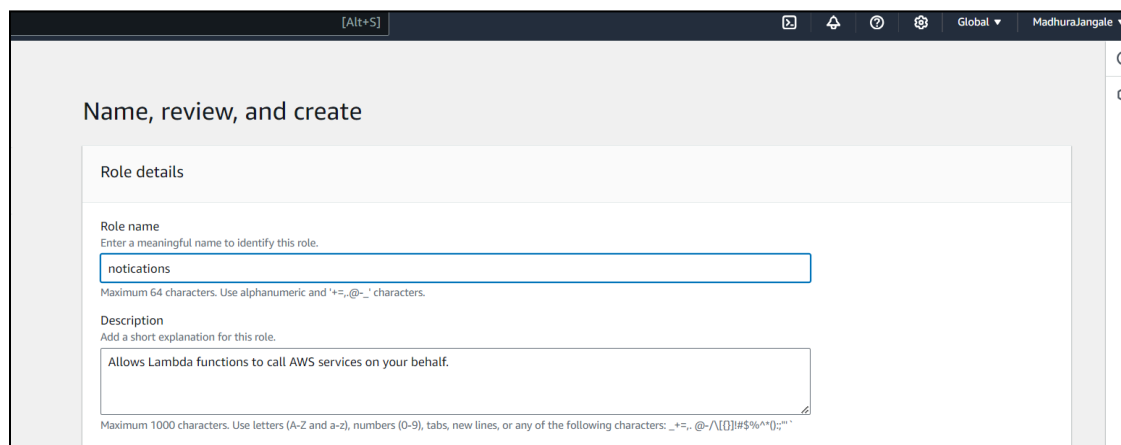 [Alt+S]
Global ▼ MadhuraJangale
Name, review, and create
Role details
Role name
Enter a meaningful name to identify this role.
notications
Maximum 64 characters. Use alphanumeric and '+=,.@-_' characters.
Description
Add a short explanation for this role.
Allows Lambda functions to call AWS services on your behalf.
Maximum 1000 characters. Use letters (A-Z and a-z), numbers (0-9), tabs, new lines, or any of the following characters: _+=,. @-/\[{}]!#$%^*();:"'`